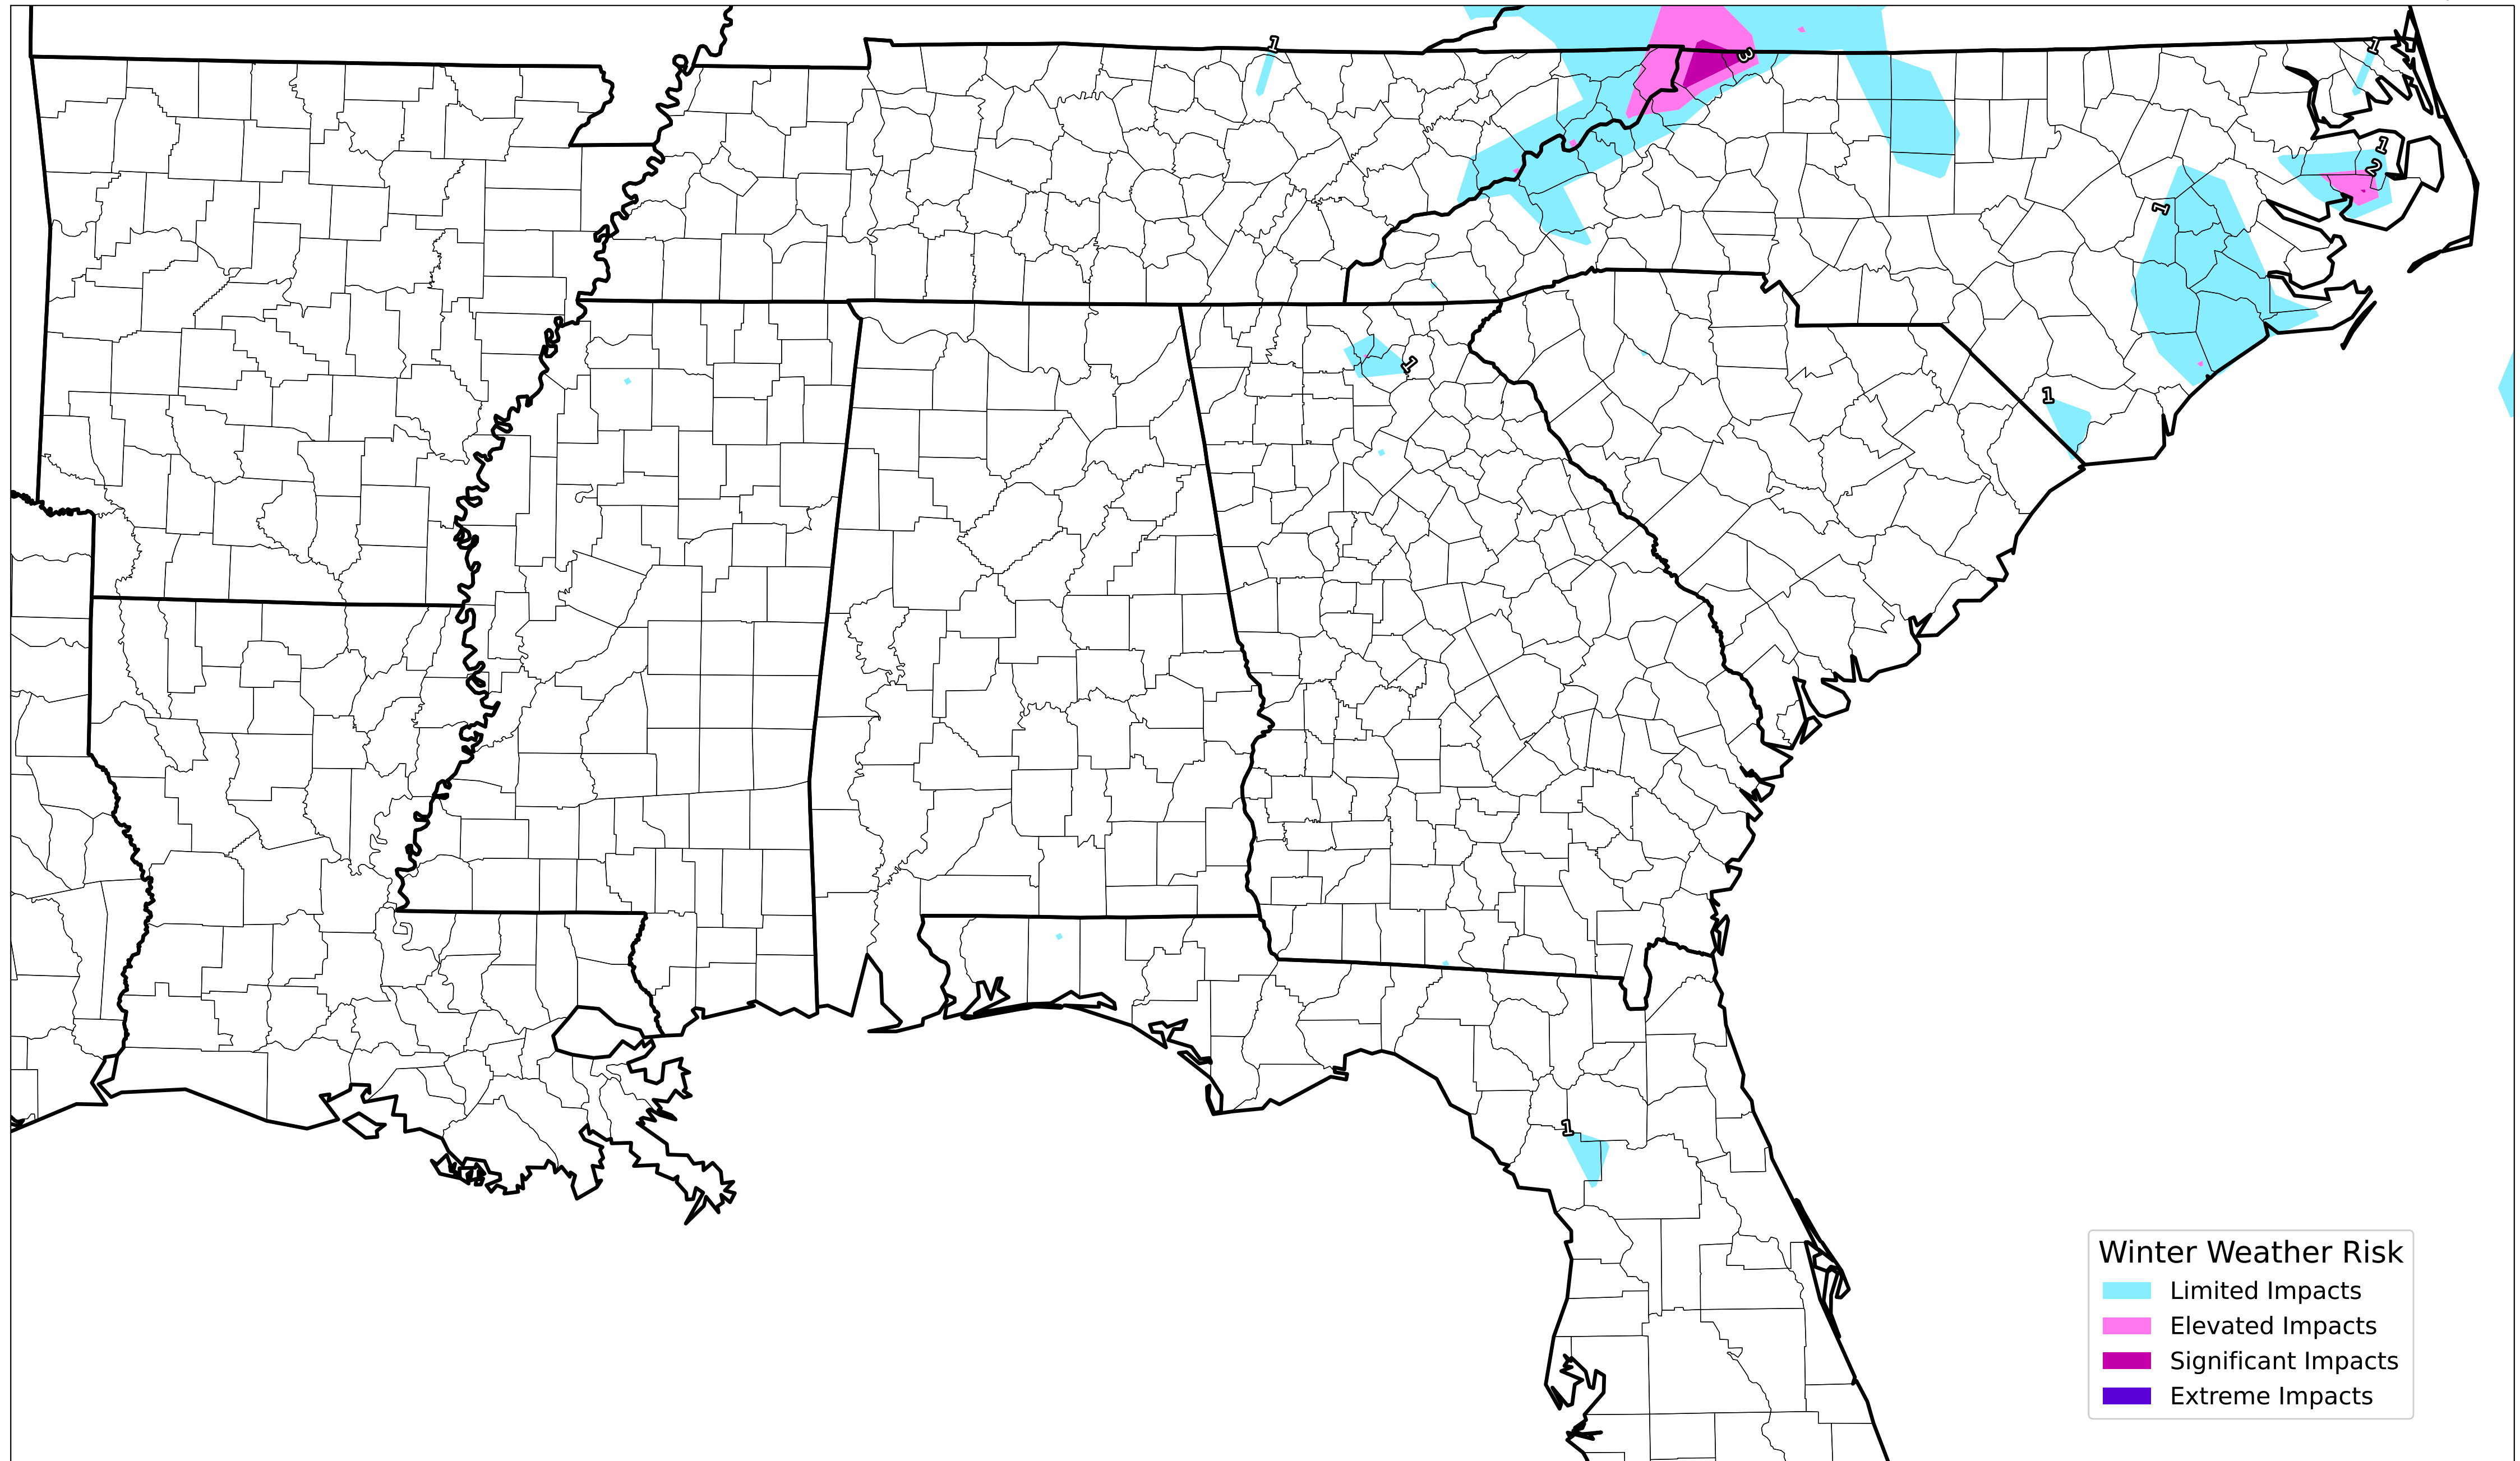 1
3
1
1
2
1
1
1
1
Winter Weather Risk
Limited Impacts
Elevated Impacts
Significant Impacts
Extreme Impacts